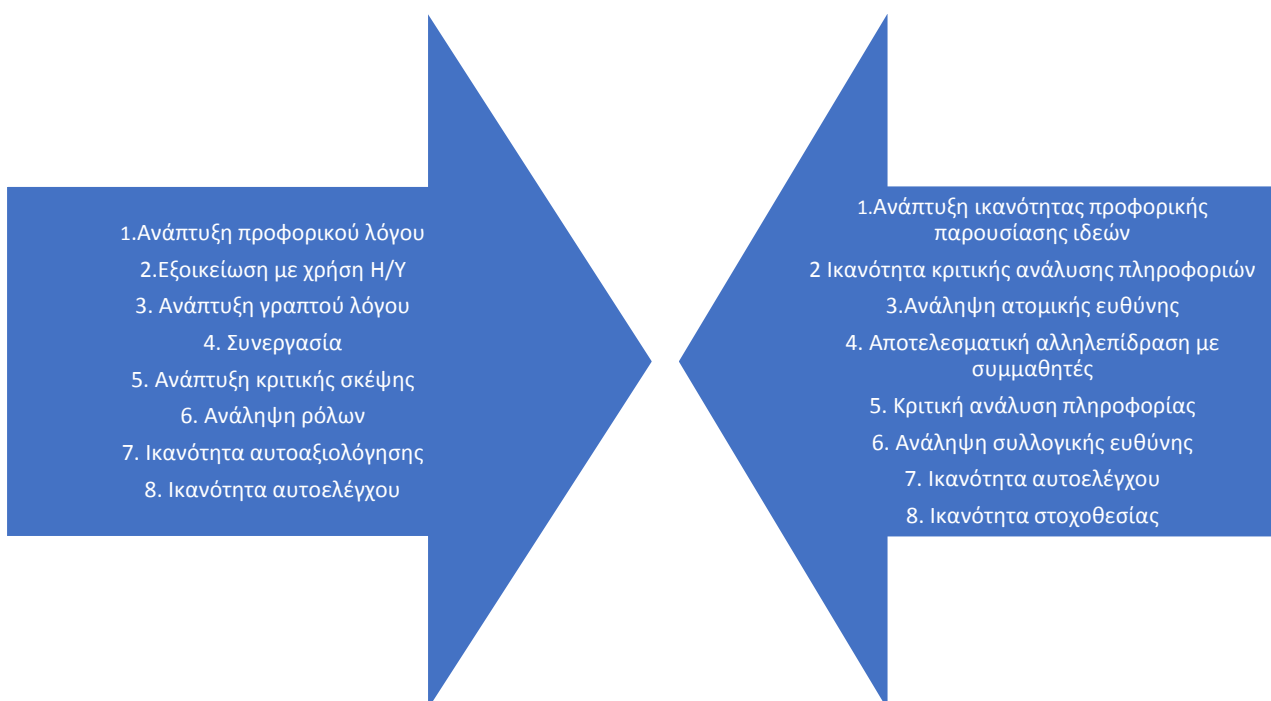 1.Ανάπτυξη προφορικού λόγου
2.Εξοικείωση με χρήση Η/Υ
3. Ανάπτυξη γραπτού λόγου
4. Συνεργασία
5. Ανάπτυξη κριτικής σκέψης
6. Ανάληψη ρόλων
7. Ικανότητα αυτοαξιολόγησης
8. Ικανότητα αυτοελέγχου
1.Ανάπτυξη ικανότητας προφορικής
παρουσίασης ιδεών
2 Ικανότητα κριτικής ανάλυσης πληροφοριών
3.Ανάληψη ατομικής ευθύνης
4. Αποτελεσματική αλληλεπίδραση με
συμμαθητές
5. Κριτική ανάλυση πληροφορίας
6. Ανάληψη συλλογικής ευθύνης
7. Ικανότητα αυτοελέγχου
8. Ικανότητα στοχοθεσίας